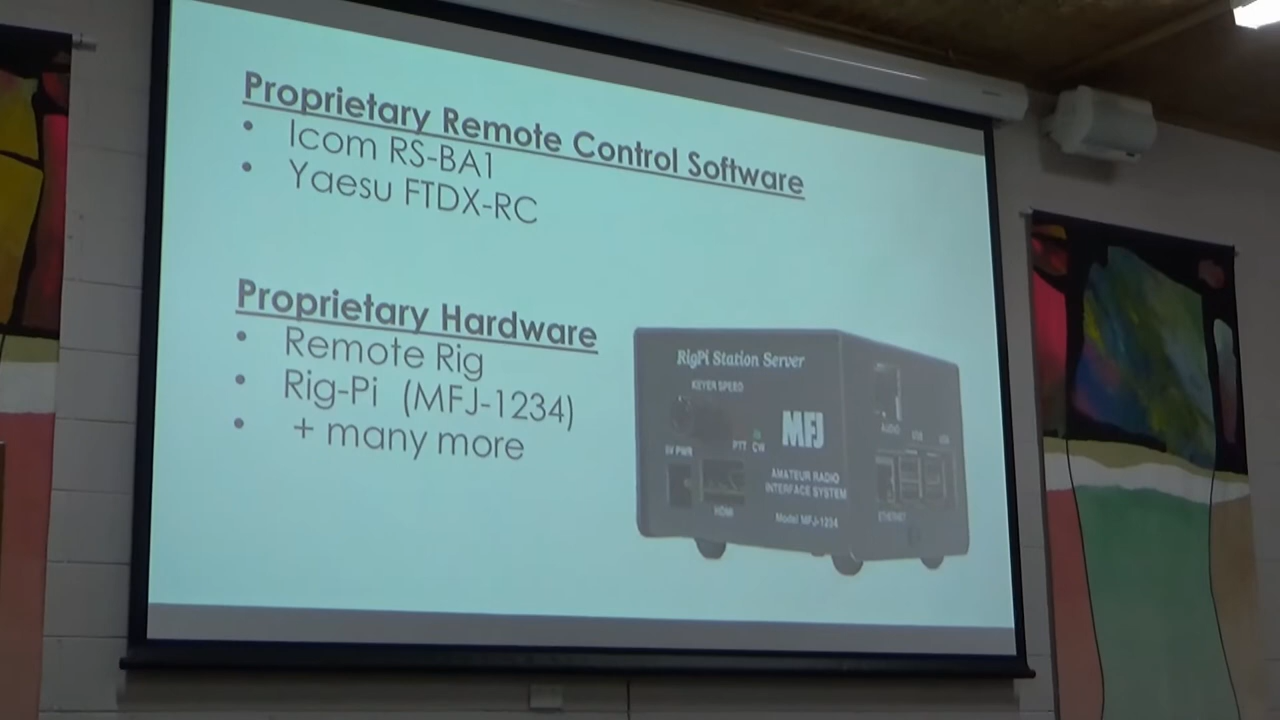 Proprietary Remote Control Software
• Icom RS-BA1
• Yaesu FTDX-RC
Proprietary Hardware
• Remote Rig
• Rig-Pi (MFJ-1234)
• + many more
RigPi Station Server
KEYER SPEED
MFJ
PTT CW
5V PWR
HDMI
AMATEUR RADIO
INTERFACE SYSTEM
Model MFJ-1234
AUDIO
ETHERNET